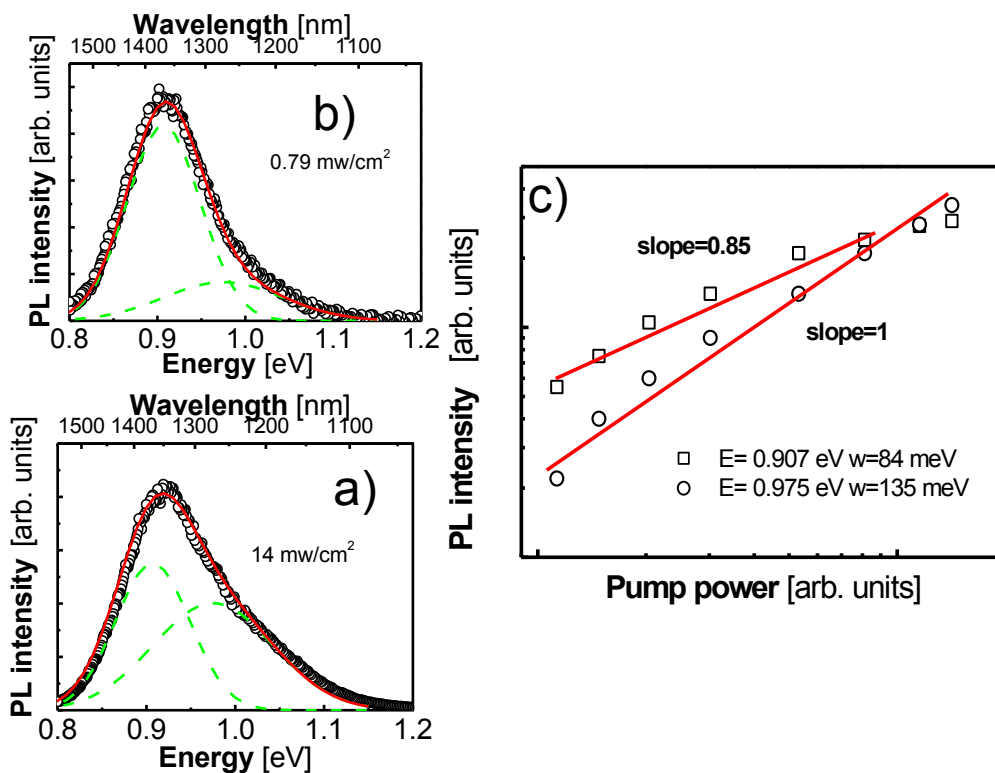 Wavelength [nm]
1500 1400 1300 1200 1100
b)
0.79 mw/cm²
PL intensity [arb. units]
0.8 0.9 1.0 1.1 1.2
Energy [eV]
Wavelength [nm]
1500 1400 1300 1200 1100
a)
14 mw/cm²
PL intensity [arb. units]
0.8 0.9 1.0 1.1 1.2
Energy [eV]
c)
slope=0.85
slope=1
E= 0.907 eV w=84 meV
E= 0.975 eV w=135 meV
PL intensity [arb. units]
Pump power [arb. units]